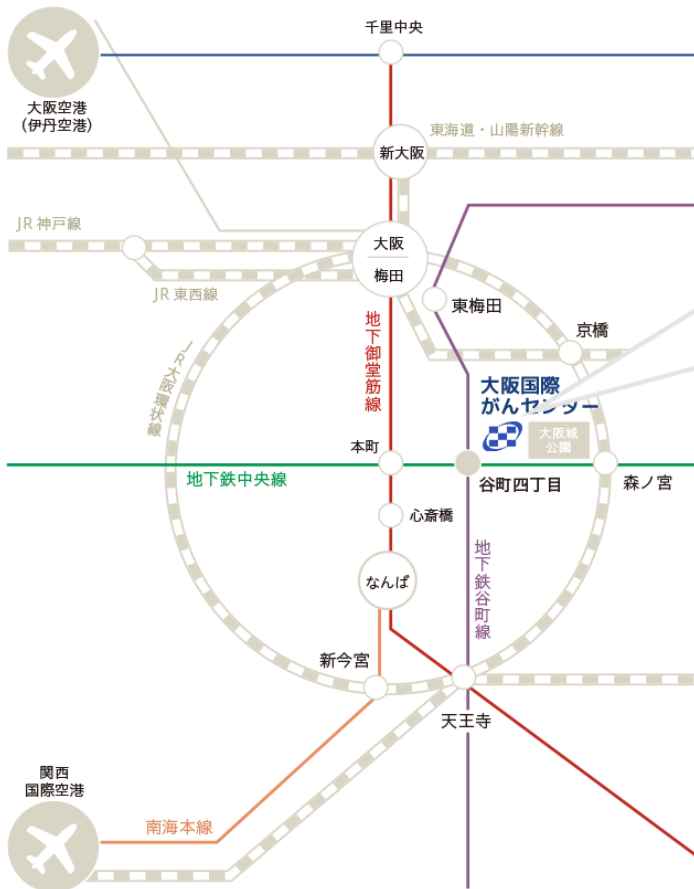 千里中央
大阪空港
(伊丹空港)
東海道・山陽新幹線
新大阪
JR 神戸線
大阪
梅田
JR 東西線
東梅田
地下御堂筋線
京橋
JR大阪環状線
大阪国際
がんセンター
大阪城
公園
本町
地下鉄中央線
谷町四丁目
森ノ宮
心斎橋
地下鉄谷町線
なんば
新今宮
天王寺
関西
国際空港
南海本線